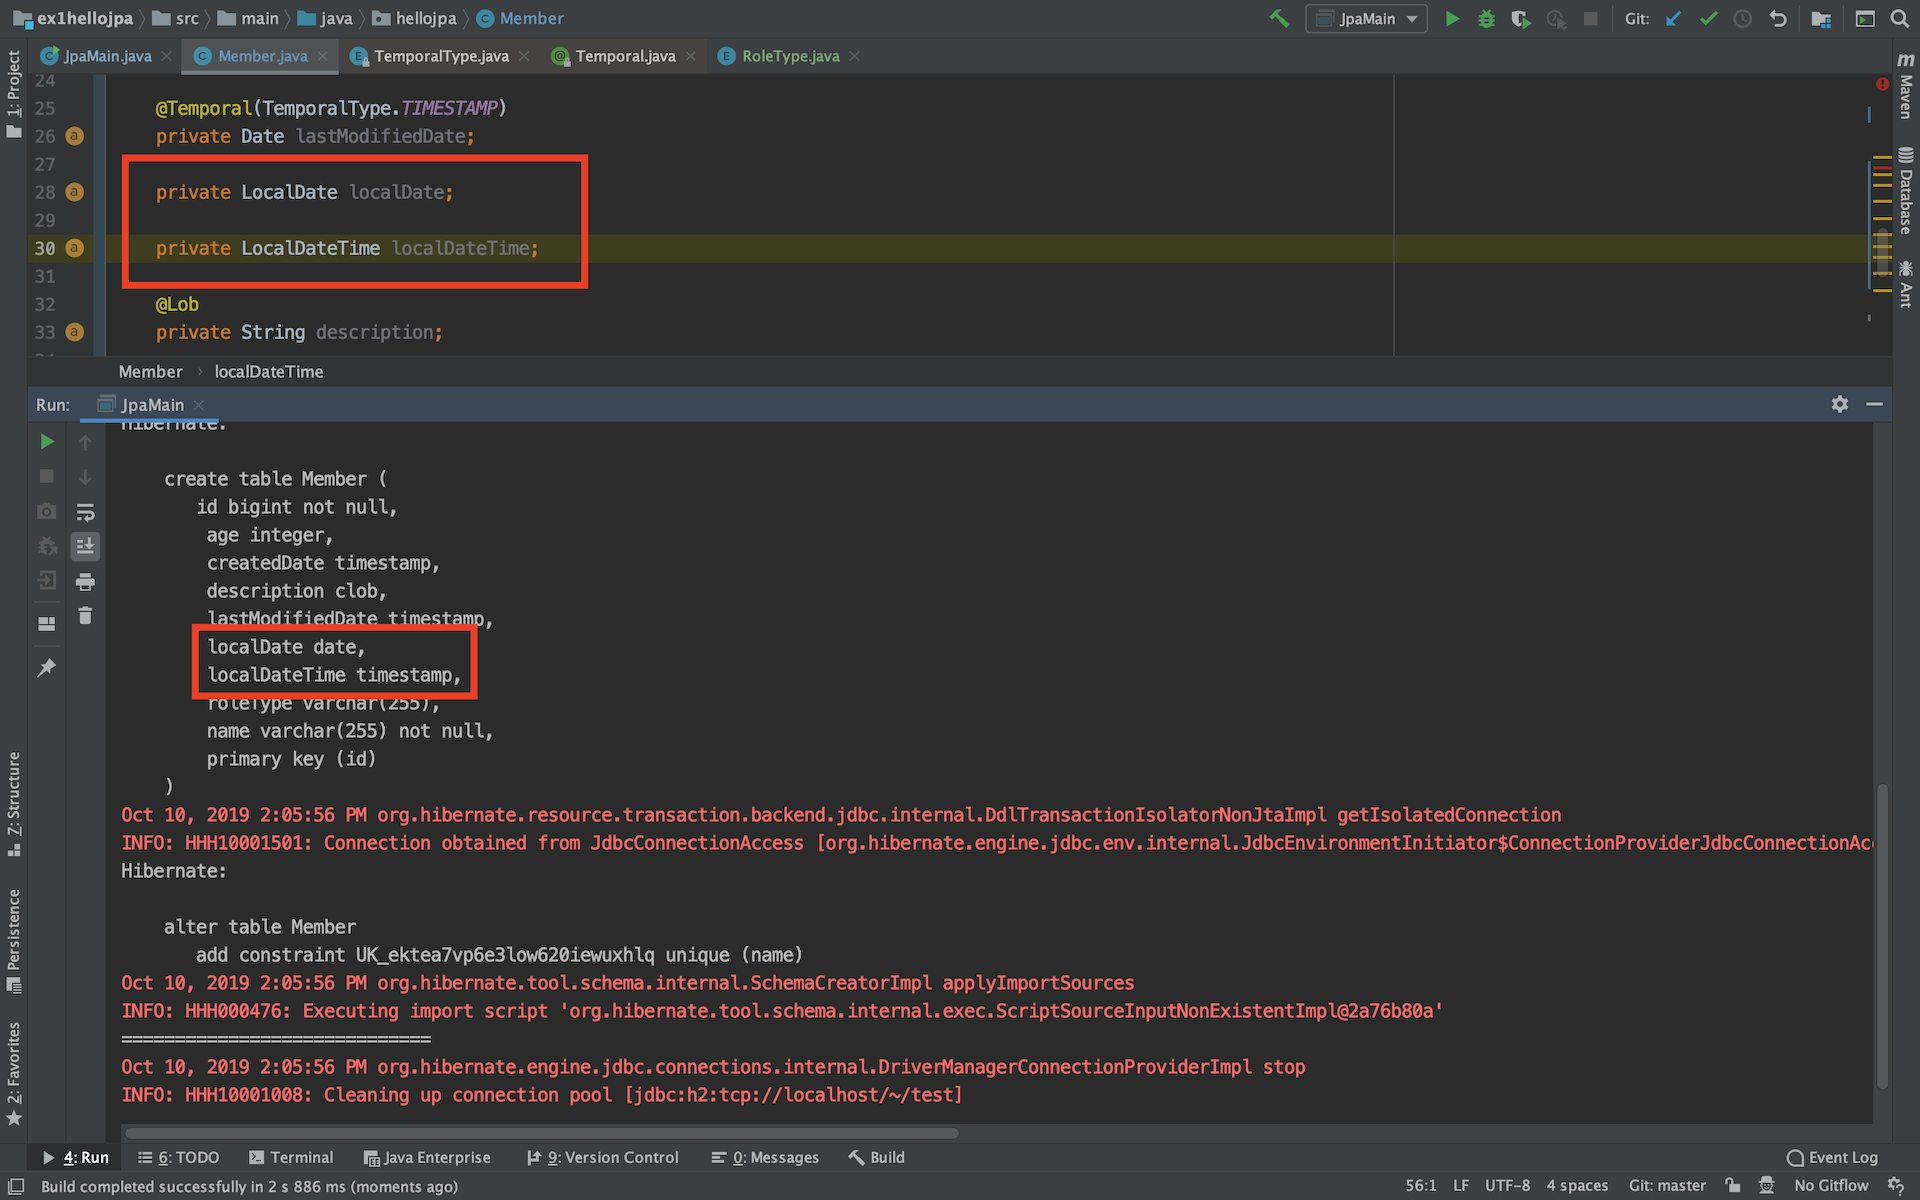 ex1hellojpa src main java hellojpa Member
JpaMain Git:
JpaMain.java Member.java TemporalType.java Temporal.java RoleType.java
1: Project
Maven
Database
Ant
24
25 @Temporal(TemporalType.TIMESTAMP)
26 private Date lastModifiedDate;
27
28 private LocalDate localDate;
29
30 private LocalDateTime localDateTime;
31
32 @Lob
33 private String description;
Member › localDateTime
Run: JpaMain
Hibernate:
create table Member (
id bigint not null,
age integer,
createdDate timestamp,
description clob,
lastModifiedDate timestamp,
localDate date,
localDateTime timestamp,
roleType varchar(255),
name varchar(255) not null,
primary key (id)
)
Oct 10, 2019 2:05:56 PM org.hibernate.resource.transaction.backend.jdbc.internal.DdlTransactionIsolatorNonJtaImpl getIsolatedConnection
INFO: HHH10001501: Connection obtained from JdbcConnectionAccess [org.hibernate.engine.jdbc.env.internal.JdbcEnvironmentInitiator$ConnectionProviderJdbcConnectionAc
Hibernate:
alter table Member
add constraint UK_ektea7vp6e3low620iewuxhlq unique (name)
Oct 10, 2019 2:05:56 PM org.hibernate.tool.schema.internal.SchemaCreatorImpl applyImportSources
INFO: HHH000476: Executing import script 'org.hibernate.tool.schema.internal.exec.ScriptSourceInputNonExistentImpl@2a76b80a'
=============================
Oct 10, 2019 2:05:56 PM org.hibernate.engine.jdbc.connections.internal.DriverManagerConnectionProviderImpl stop
INFO: HHH10001008: Cleaning up connection pool [jdbc:h2:tcp://localhost/~/test]
Z: Structure
Persistence
2: Favorites
4: Run 6: TODO Terminal Java Enterprise 9: Version Control 0: Messages Build Event Log
Build completed successfully in 2 s 886 ms (moments ago) 56:1 LF UTF-8 4 spaces Git: master No Gitflow